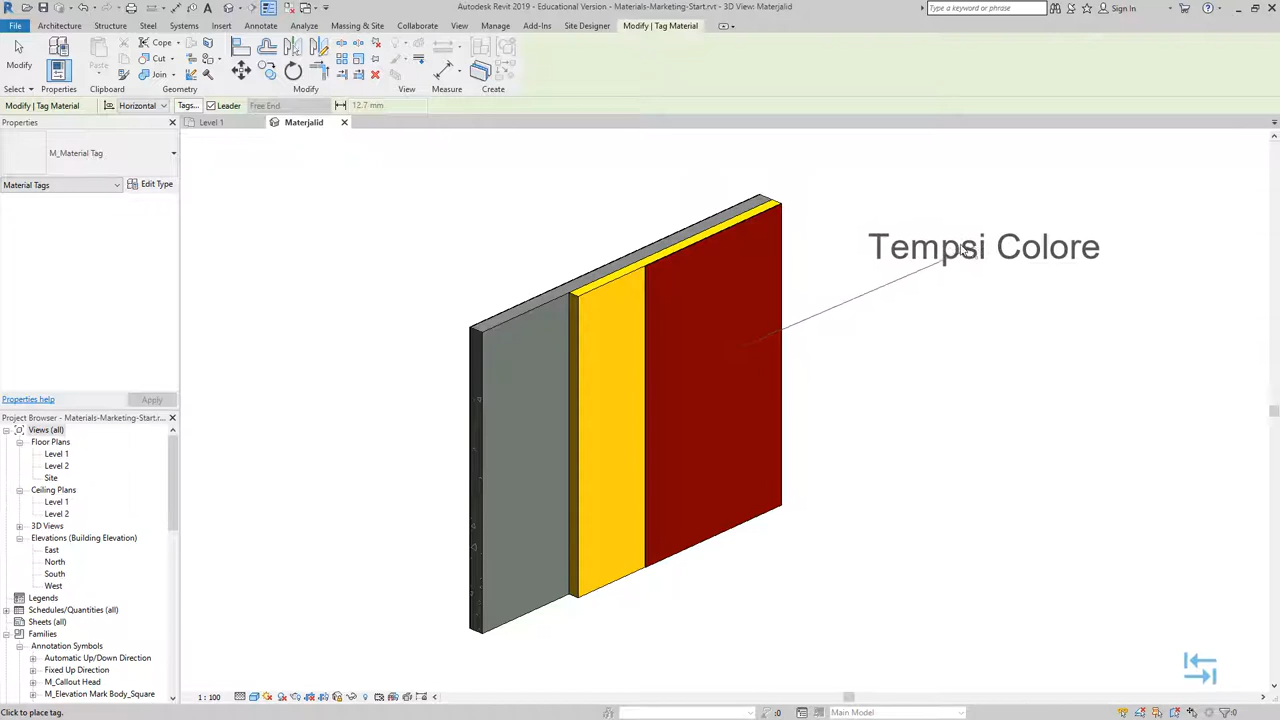 Autodesk Revit 2019 - Educational Version - Materials-Marketing-Start.rvt - 3D View: Materjalid
Type a keyword or phrase
Sign In
File
Architecture
Structure
Steel
Systems
Insert
Annotate
Analyze
Massing & Site
Collaborate
View
Manage
Add-Ins
Site Designer
Modify | Tag Material
Modify
Paste
Cope
Cut
Join
Select
Properties
Clipboard
Geometry
Modify
View
Measure
Create
Modify | Tag Material
Horizontal
Tags...
Leader
Free End
12.7 mm
Properties
Level 1
Materjalid
M_Material Tag
Material Tags
Edit Type
Tempsi Colore
Properties help
Apply
Project Browser - Materials-Marketing-Start.r...
Views (all)
Floor Plans
Level 1
Level 2
Site
Ceiling Plans
Level 1
Level 2
3D Views
Elevations (Building Elevation)
East
North
South
West
Legends
Schedules/Quantities (all)
Sheets (all)
Families
Annotation Symbols
Automatic Up/Down Direction
Fixed Up Direction
M_Callout Head
M_Elevation Mark Body_Square
1 : 100
Click to place tag.
:0
Main Model
:0